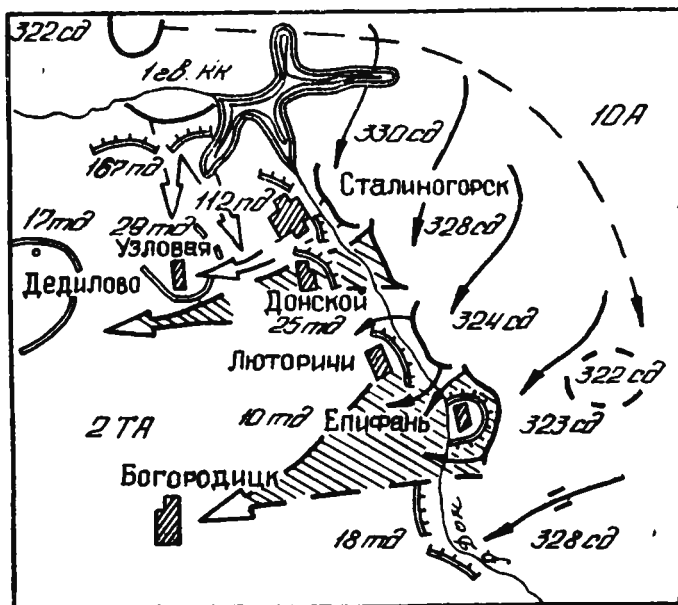 322 сд
1 гв. кк
10 А
330 сд
167 пд
Сталиногорск
112 пд
17 тд
29 тд
328 сд
Узловая
Дедилово
Донской
25 тд
324 сд
Люторичи
322 сд
2 ТА
10 тд
Епифань
323 сд
Богородицк
Дон
18 тд
328 сд